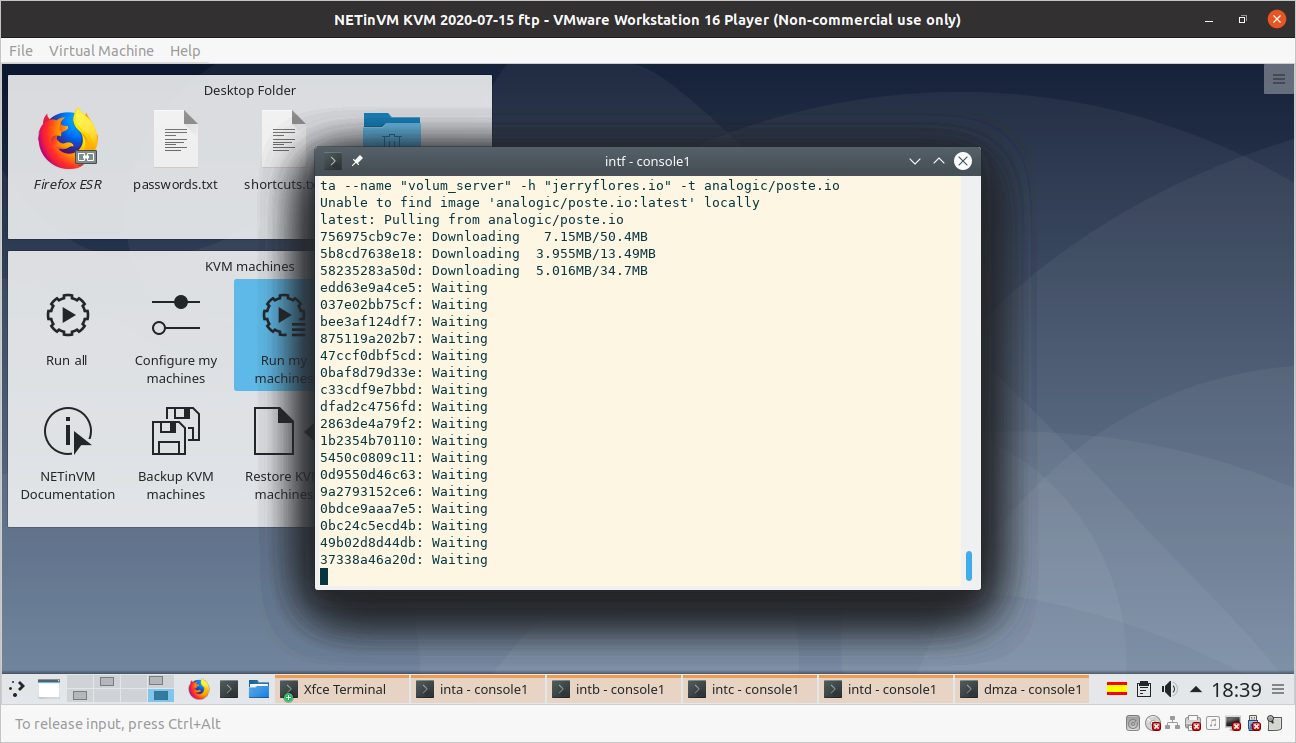 NETinVM KVM 2020-07-15 ftp - VMware Workstation 16 Player (Non-commercial use only)
File Virtual Machine Help
Desktop Folder
Firefox ESR
passwords.txt
KVM machines
Run all
Configure my
machines
Run my
machines
NETinVM
Documentation
Backup KVM
machines
Restore
machines
intf - console1
ta --name "volum_server" -h "jerryflores.io" -t analogic/poste.io
Unable to find image 'analogic/poste.io:latest' locally
latest: Pulling from analogic/poste.io
756975cb9c7e: Downloading 7.15MB/50.4MB
5b8cd7638e18: Downloading 3.955MB/13.49MB
58235283a50d: Downloading 5.016MB/34.7MB
edd63e9a4ce5: Waiting
037e02bb75cf: Waiting
bee3af124df7: Waiting
875119a202b7: Waiting
47ccf0dbf5cd: Waiting
0baf8d79d33e: Waiting
c33cdf9e7bbd: Waiting
dfad2c4756fd: Waiting
2863de4a79f2: Waiting
1b2354b70110: Waiting
5450c0809c11: Waiting
0d9550d46c63: Waiting
9a2793152ce6: Waiting
0bdce9aaa7e5: Waiting
0bc24c5ecd4b: Waiting
49b02d8d44db: Waiting
37338a46a20d: Waiting
Xfce Terminal
inta - console1
intb - console1
intc - console1
intd - console1
dmza - console1
18:39
To release input, press Ctrl+Alt